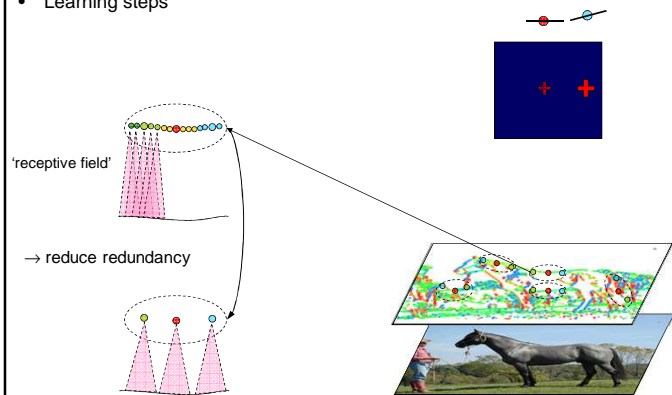 • Learning steps
'receptive field'
→ reduce redundancy